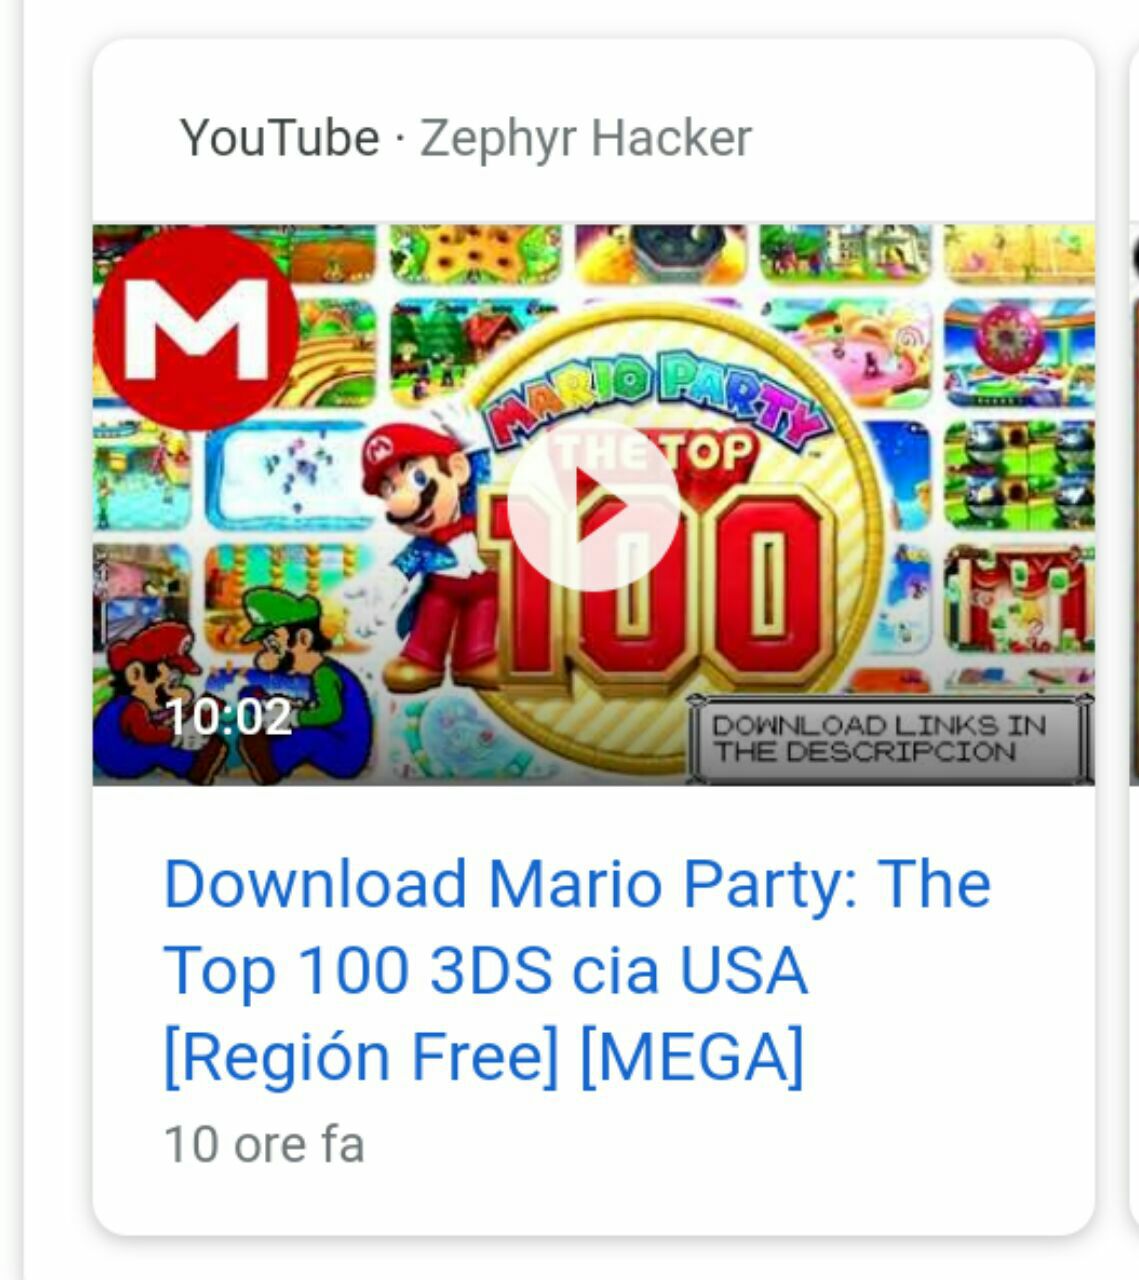 YouTube · Zephyr Hacker
M
MARIO PARTY
THE TOP
100
10:02
DOWNLOAD LINKS IN
THE DESCRIPCION
Download Mario Party: The
Top 100 3DS cia USA
[Región Free] [MEGA]
10 ore fa